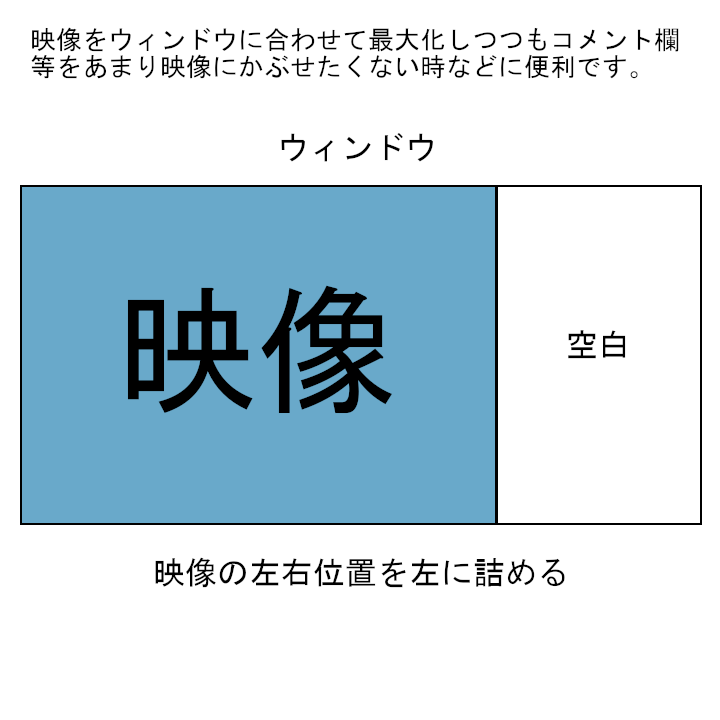 映像をウィンドウに合わせて最大化しつつもコメント欄
等をあまり映像にかぶせたくない時などに便利です。
ウィンドウ
映像
空白
映像の左右位置を左に詰める